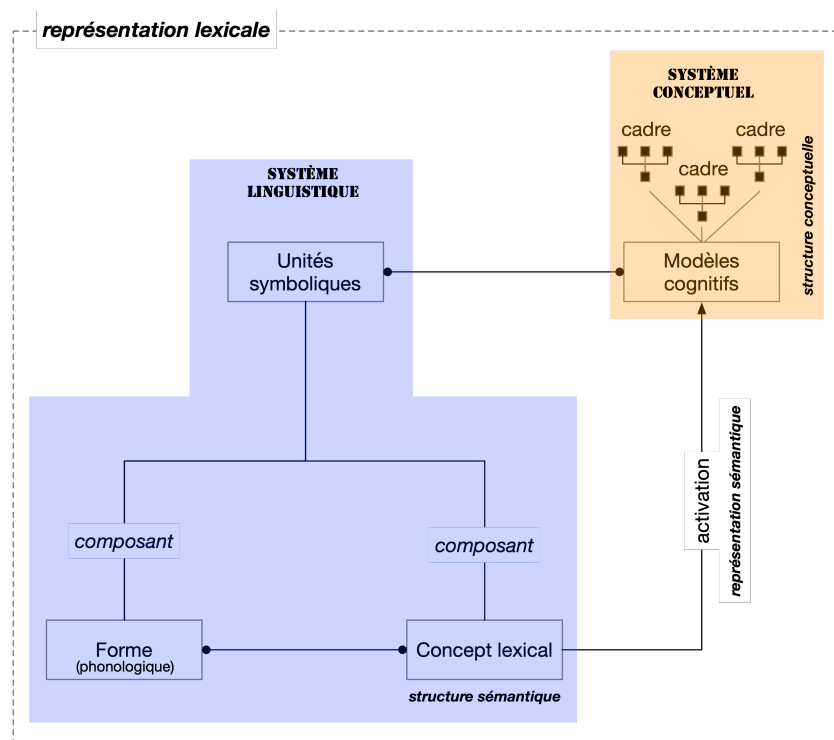 représentation lexicale
SYSTÈME
CONCEPTUEL
cadre
cadre
cadre
structure conceptuelle
Modèles
cognitifs
SYSTÈME
LINGUISTIQUE
Unités
symboliques
composant
composant
activation
représentation sémantique
Forme
(phonologique)
Concept lexical
structure sémantique